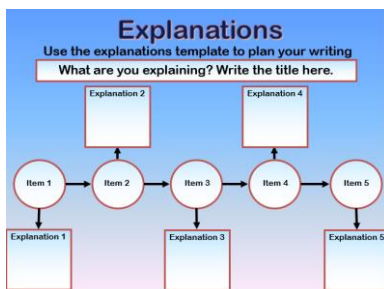 Explanations
Use the explanations template to plan your writing
What are you explaining? Write the title here.
Explanation 2
Explanation 4
Item 1
Item 2
Item 3
Item 4
Item 5
Explanation 1
Explanation 3
Explanation 5